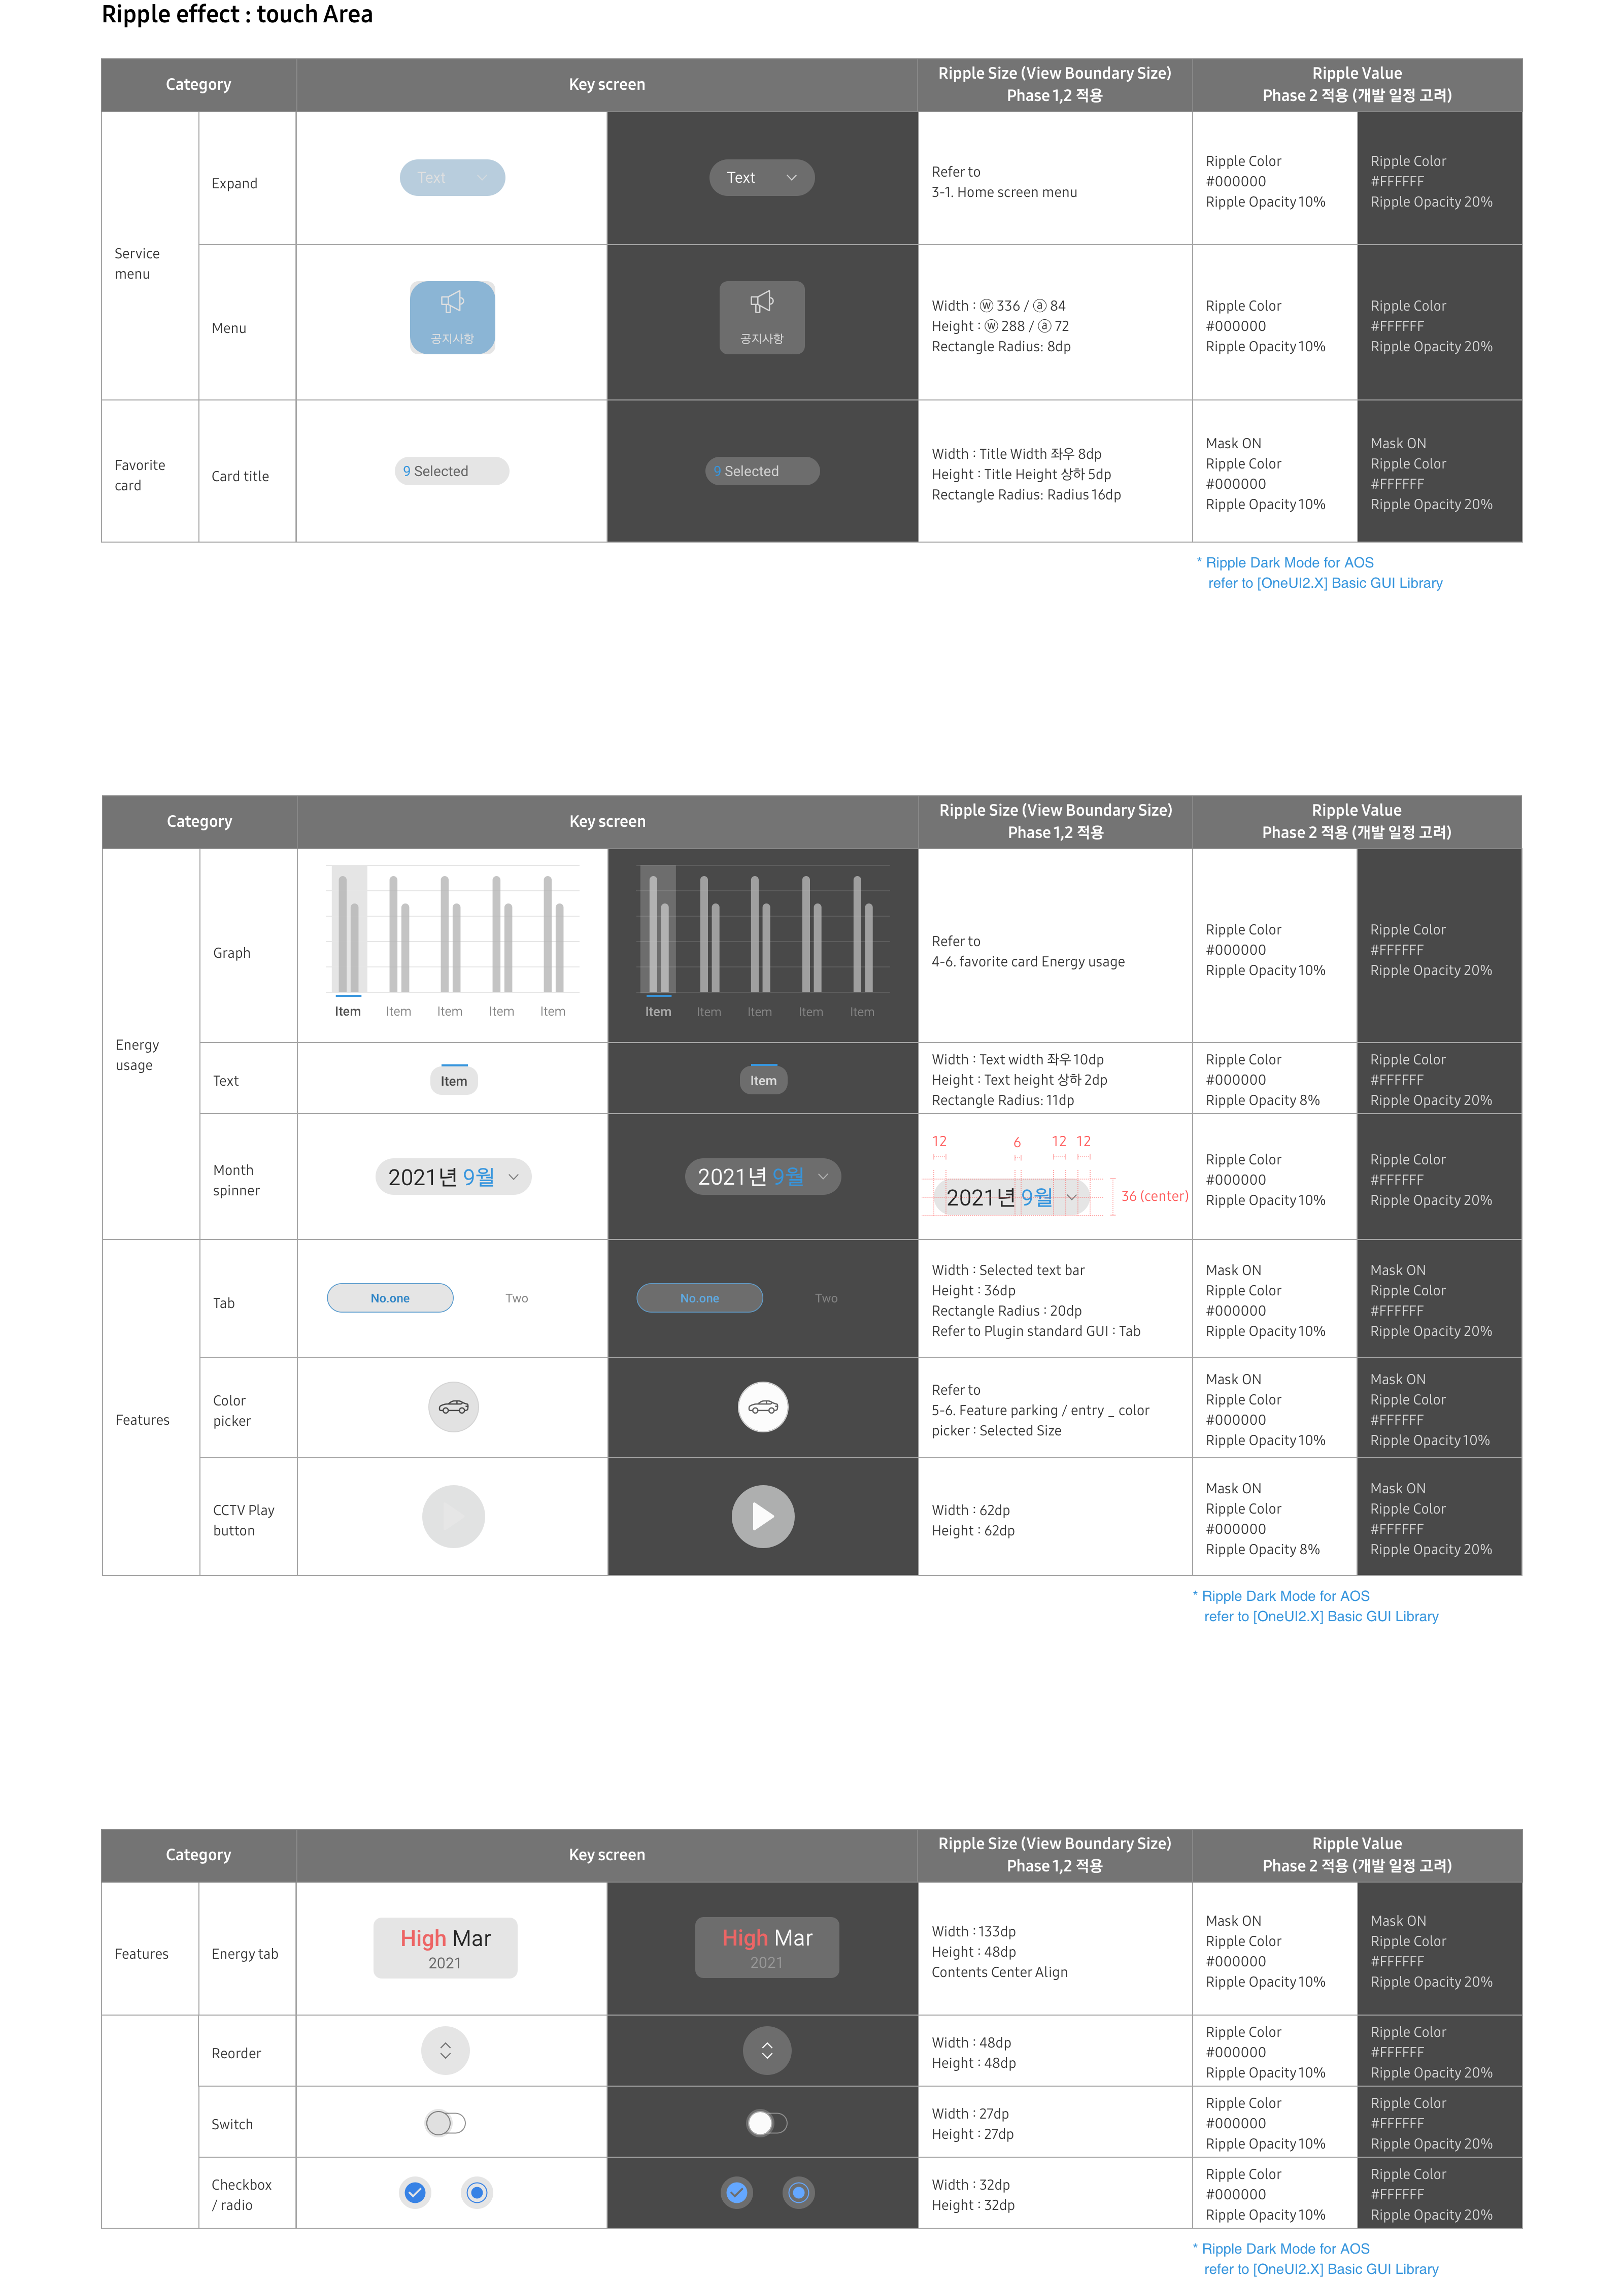 Ripple effect : touch Area
Category
Key screen
Ripple Size (View Boundary Size)
Phase 1,2 적용
Ripple Value
Phase 2 적용 (개발 일정 고려)
Service
menu
Expand
Text
Text
Refer to
3-1. Home screen menu
Ripple Color
#000000
Ripple Opacity 10%
Ripple Color
#FFFFFF
Ripple Opacity 20%
Menu
공지사항
공지사항
Width : ⓦ 336 / ⓐ 84
Height : ⓦ 288 / ⓐ 72
Rectangle Radius: 8dp
Ripple Color
#000000
Ripple Opacity 10%
Ripple Color
#FFFFFF
Ripple Opacity 20%
Favorite
card
Card title
9 Selected
9 Selected
Width : Title Width 좌우 8dp
Height : Title Height 상하 5dp
Rectangle Radius: Radius 16dp
Mask ON
Ripple Color
#000000
Ripple Opacity 10%
Mask ON
Ripple Color
#FFFFFF
Ripple Opacity 20%
* Ripple Dark Mode for AOS
refer to [OneUI2.X] Basic GUI Library
Category
Key screen
Ripple Size (View Boundary Size)
Phase 1,2 적용
Ripple Value
Phase 2 적용 (개발 일정 고려)
Energy
usage
Graph
Item Item Item Item Item
Item Item Item Item Item
Refer to
4-6. favorite card Energy usage
Ripple Color
#000000
Ripple Opacity 10%
Ripple Color
#FFFFFF
Ripple Opacity 20%
Text
Item
Item
Width : Text width 좌우 10dp
Height : Text height 상하 2dp
Rectangle Radius: 11dp
Ripple Color
#000000
Ripple Opacity 8%
Ripple Color
#FFFFFF
Ripple Opacity 20%
Month
spinner
2021년 9월
2021년 9월
12 6 12 12
2021년 9월
36 (center)
Ripple Color
#000000
Ripple Opacity 10%
Ripple Color
#FFFFFF
Ripple Opacity 20%
Features
Tab
No.one Two
No.one Two
Width : Selected text bar
Height : 36dp
Rectangle Radius : 20dp
Refer to Plugin standard GUI : Tab
Mask ON
Ripple Color
#000000
Ripple Opacity 10%
Mask ON
Ripple Color
#FFFFFF
Ripple Opacity 20%
Color
picker
Refer to
5-6. Feature parking / entry _ color
picker : Selected Size
Mask ON
Ripple Color
#000000
Ripple Opacity 10%
Mask ON
Ripple Color
#FFFFFF
Ripple Opacity 10%
CCTV Play
button
Width : 62dp
Height : 62dp
Mask ON
Ripple Color
#000000
Ripple Opacity 8%
Mask ON
Ripple Color
#FFFFFF
Ripple Opacity 20%
* Ripple Dark Mode for AOS
refer to [OneUI2.X] Basic GUI Library
Category
Key screen
Ripple Size (View Boundary Size)
Phase 1,2 적용
Ripple Value
Phase 2 적용 (개발 일정 고려)
Features
Energy tab
High Mar
2021
High Mar
2021
Width : 133dp
Height : 48dp
Contents Center Align
Mask ON
Ripple Color
#000000
Ripple Opacity 10%
Mask ON
Ripple Color
#FFFFFF
Ripple Opacity 20%
Reorder
Width : 48dp
Height : 48dp
Ripple Color
#000000
Ripple Opacity 10%
Ripple Color
#FFFFFF
Ripple Opacity 20%
Switch
Width : 27dp
Height : 27dp
Ripple Color
#000000
Ripple Opacity 10%
Ripple Color
#FFFFFF
Ripple Opacity 20%
Checkbox
/ radio
Width : 32dp
Height : 32dp
Ripple Color
#000000
Ripple Opacity 10%
Ripple Color
#FFFFFF
Ripple Opacity 20%
* Ripple Dark Mode for AOS
refer to [OneUI2.X] Basic GUI Library